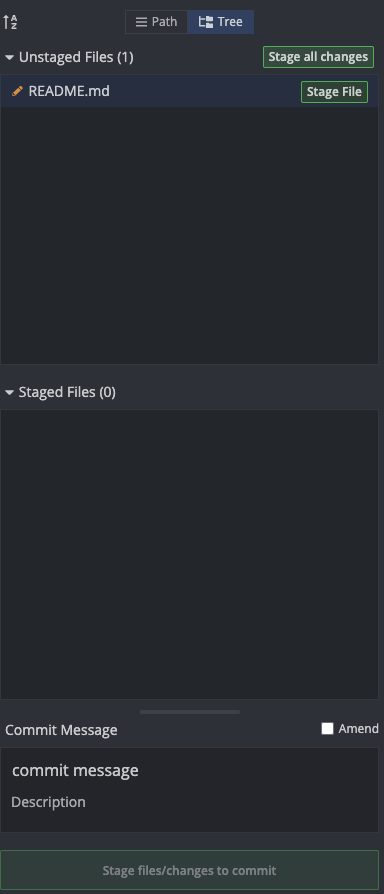 Path Tree
Unstaged Files (1) Stage all changes
README.md Stage File
Staged Files (0)
Commit Message Amend
commit message
Description
Stage files/changes to commit